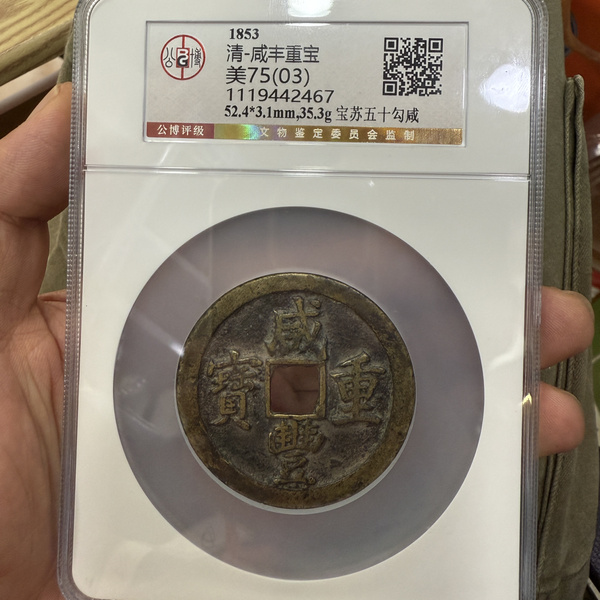 1853
清-咸丰重宝
美75(03)
1119442467
52.4*3.1mm,35.3g 宝苏五十勾咸
公博
公博评级
文物鉴定委员会监制
咸豐重寶